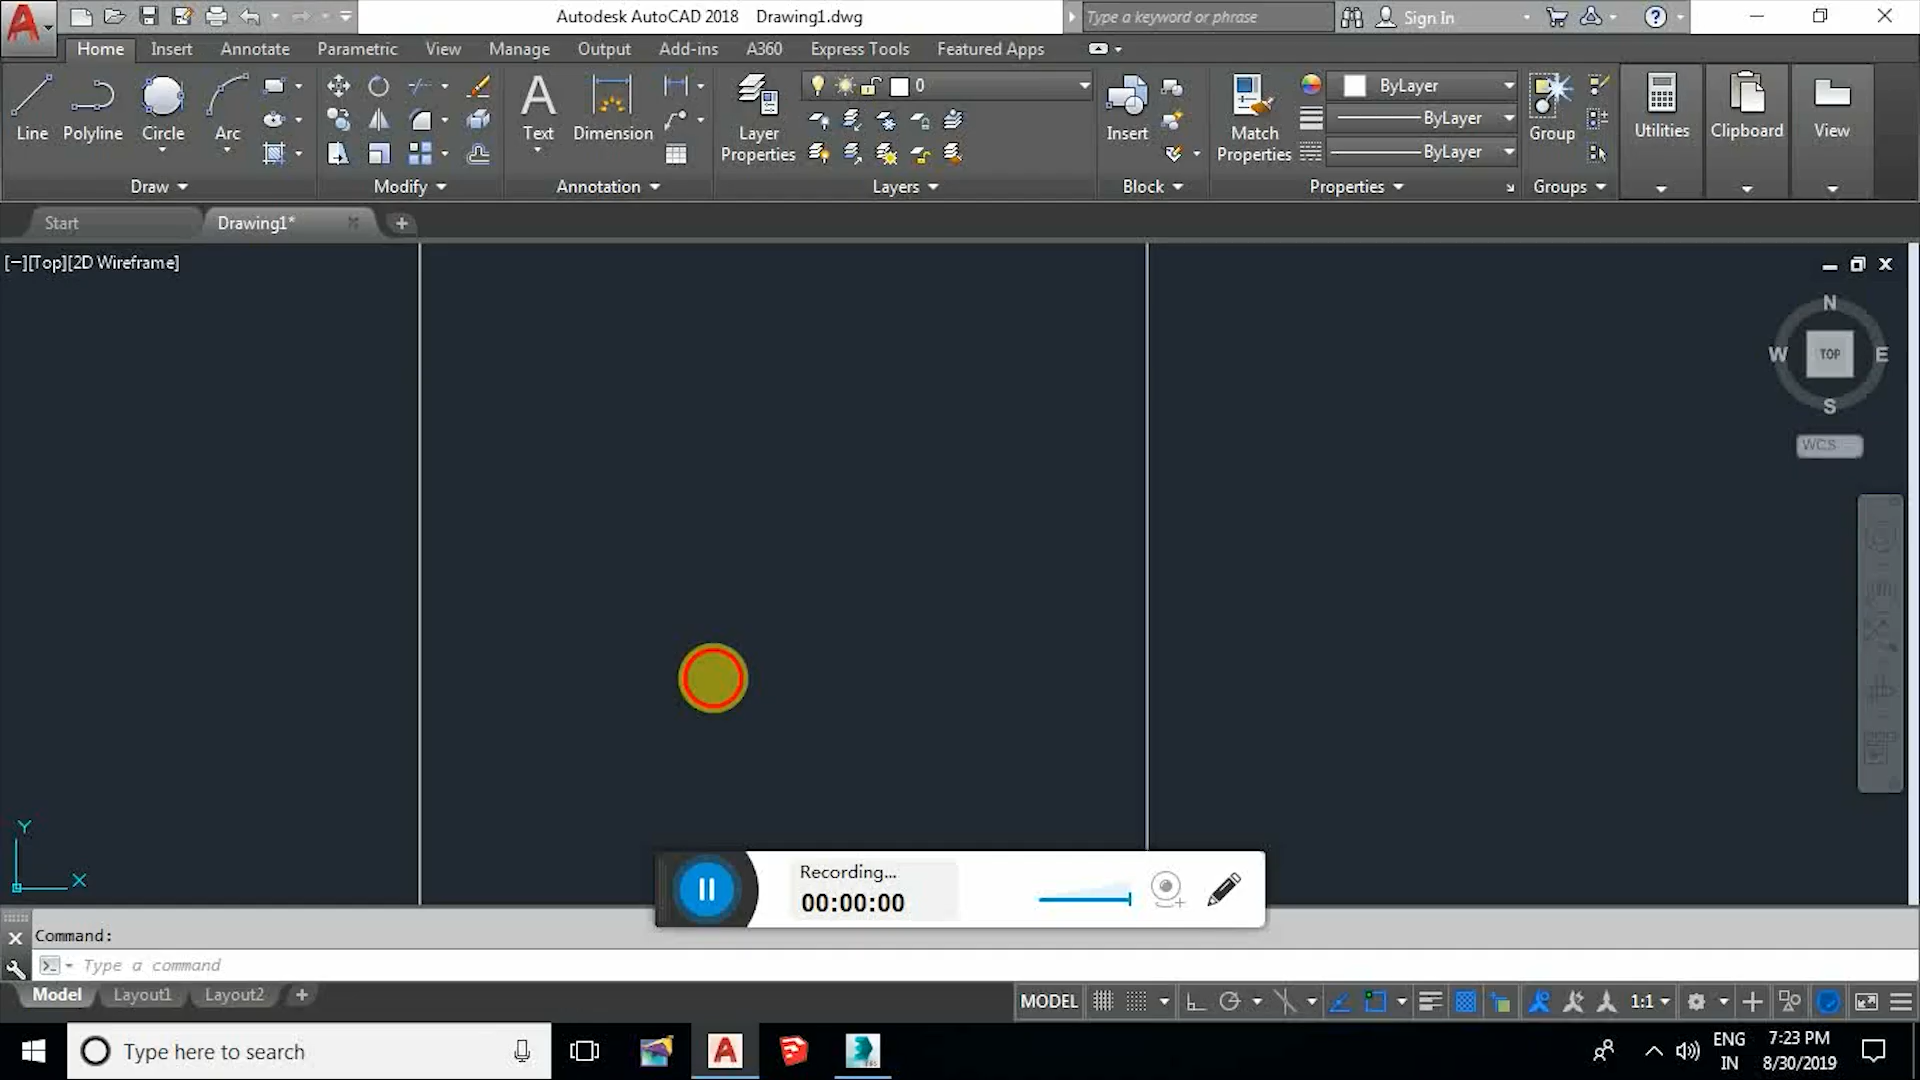 Autodesk AutoCAD 2018 Drawing1.dwg
Type a keyword or phrase
Sign In
Home Insert Annotate Parametric View Manage Output Add-ins A360 Express Tools Featured Apps
0
ByLayer
ByLayer
ByLayer
Line Polyline Circle Arc
Text Dimension
Layer Properties
Insert
Match Properties
Group
Utilities Clipboard View
Draw Modify Annotation Layers Block Properties Groups
Start Drawing1*
[−][Top][2D Wireframe]
N
W TOP E
S
WCS
Y
X
Recording...
00:00:00
Command:
Type a command
Model Layout1 Layout2
MODEL 1:1
Type here to search
ENG
IN
7:23 PM
8/30/2019